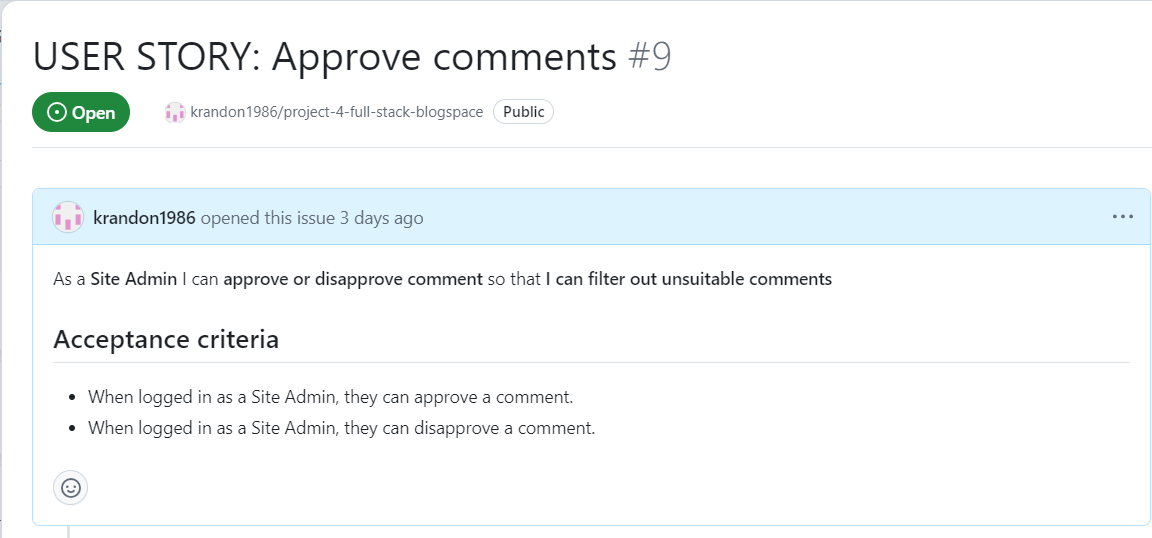 USER STORY: Approve comments #9
Open
krandon1986/project-4-full-stack-blogspace
Public
krandon1986 opened this issue 3 days ago
As a Site Admin I can approve or disapprove comment so that I can filter out unsuitable comments
Acceptance criteria
When logged in as a Site Admin, they can approve a comment.
When logged in as a Site Admin, they can disapprove a comment.